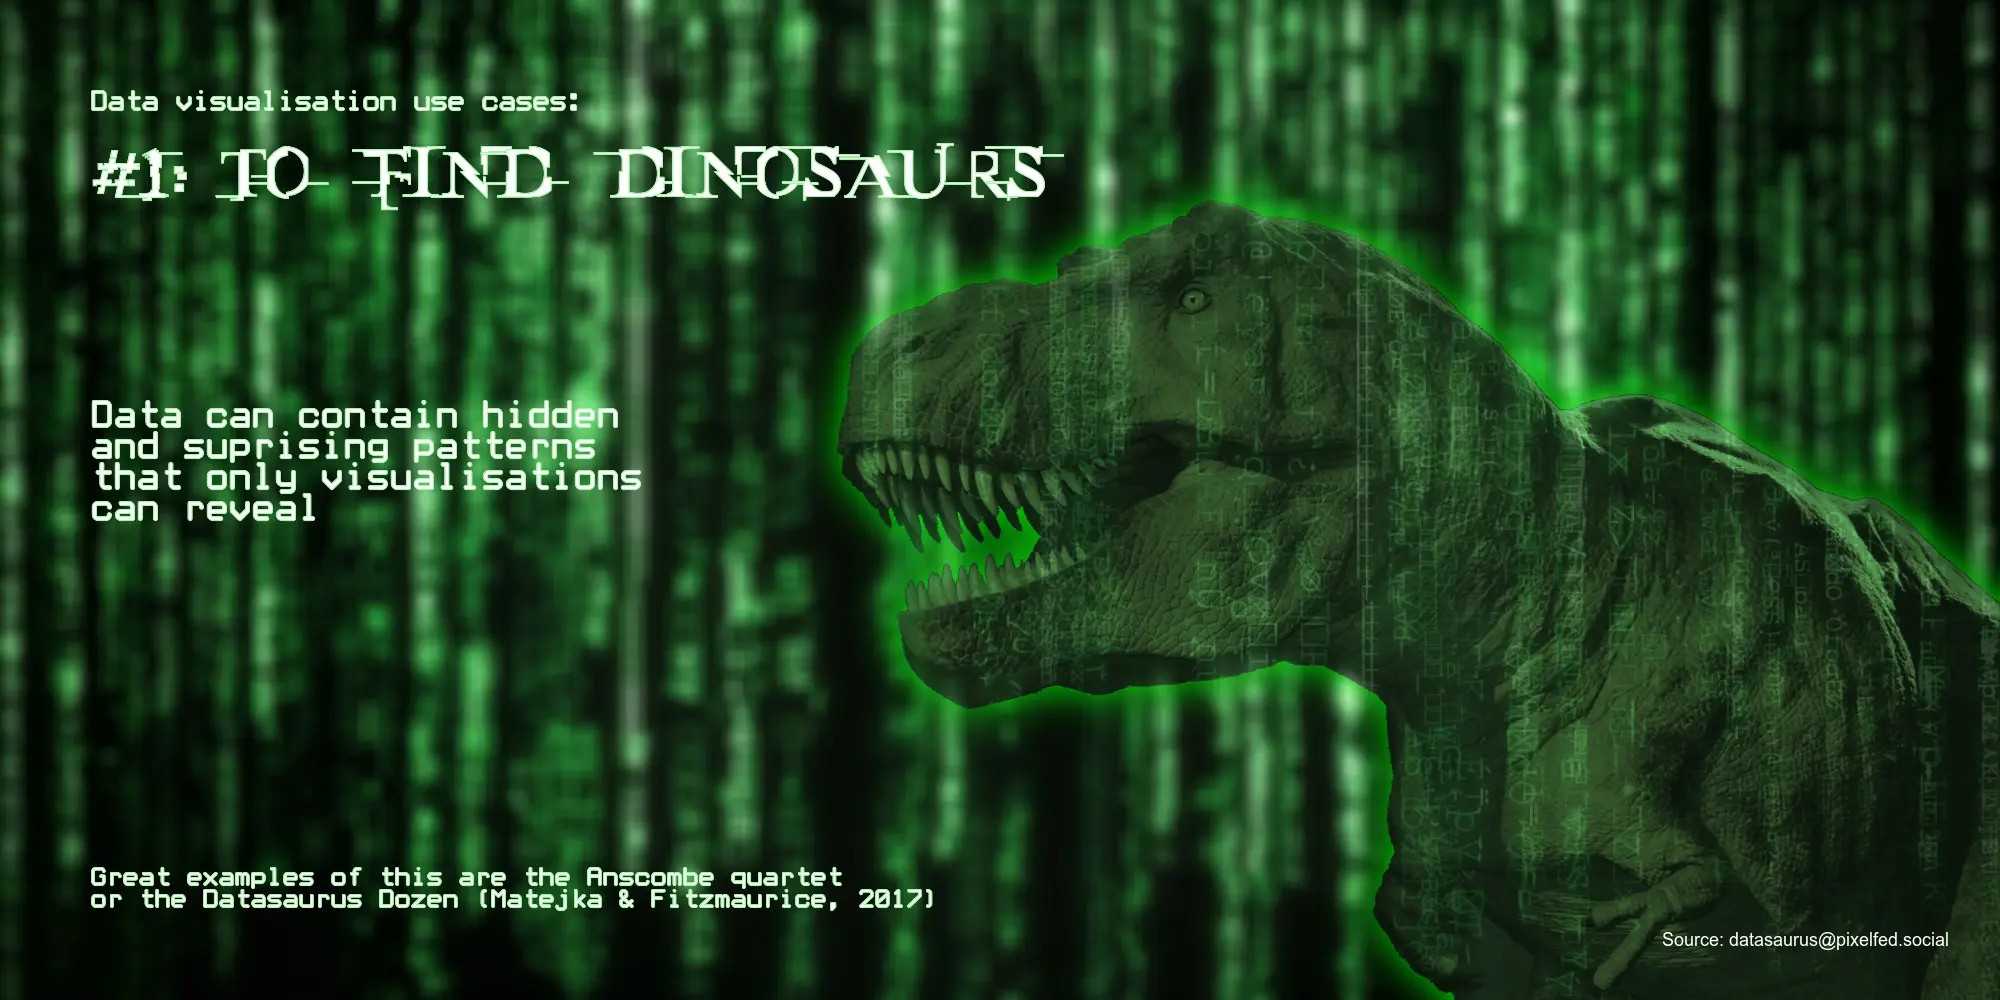 Data visualisation use cases:
#1: TO FIND DINOSAURS
Data can contain hidden
and suprising patterns
that only visualisations
can reveal
Great examples of this are the Anscombe quartet
or the Datasaurus Dozen (Matejka & Fitzmaurice, 2017)
Source: datasaurus@pixelfed.social